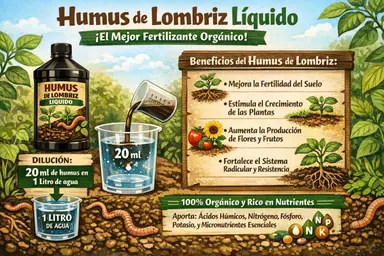 Humus de Lombriz Líquido
¡El Mejor Fertilizante Orgánico!
HUMUS
DE LOMBRIZ
LÍQUIDO
20 ml
DILUCIÓN:
20 ml de humus en
1 Litro de agua
1 LITRO
DE AGUA
Beneficios del Humus de Lombriz:
• Mejora la Fertilidad del Suelo
• Estimula el Crecimiento
de las Plantas
• Aumenta la Producción
de Flores y Frutos
• Fortalece el Sistema
Radicular y Resistencia
100% Orgánico y Rico en Nutrientes
Aporta: Ácidos Húmicos, Nitrógeno, Fósforo,
Potasio, y Micronutrientes Esenciales
N K